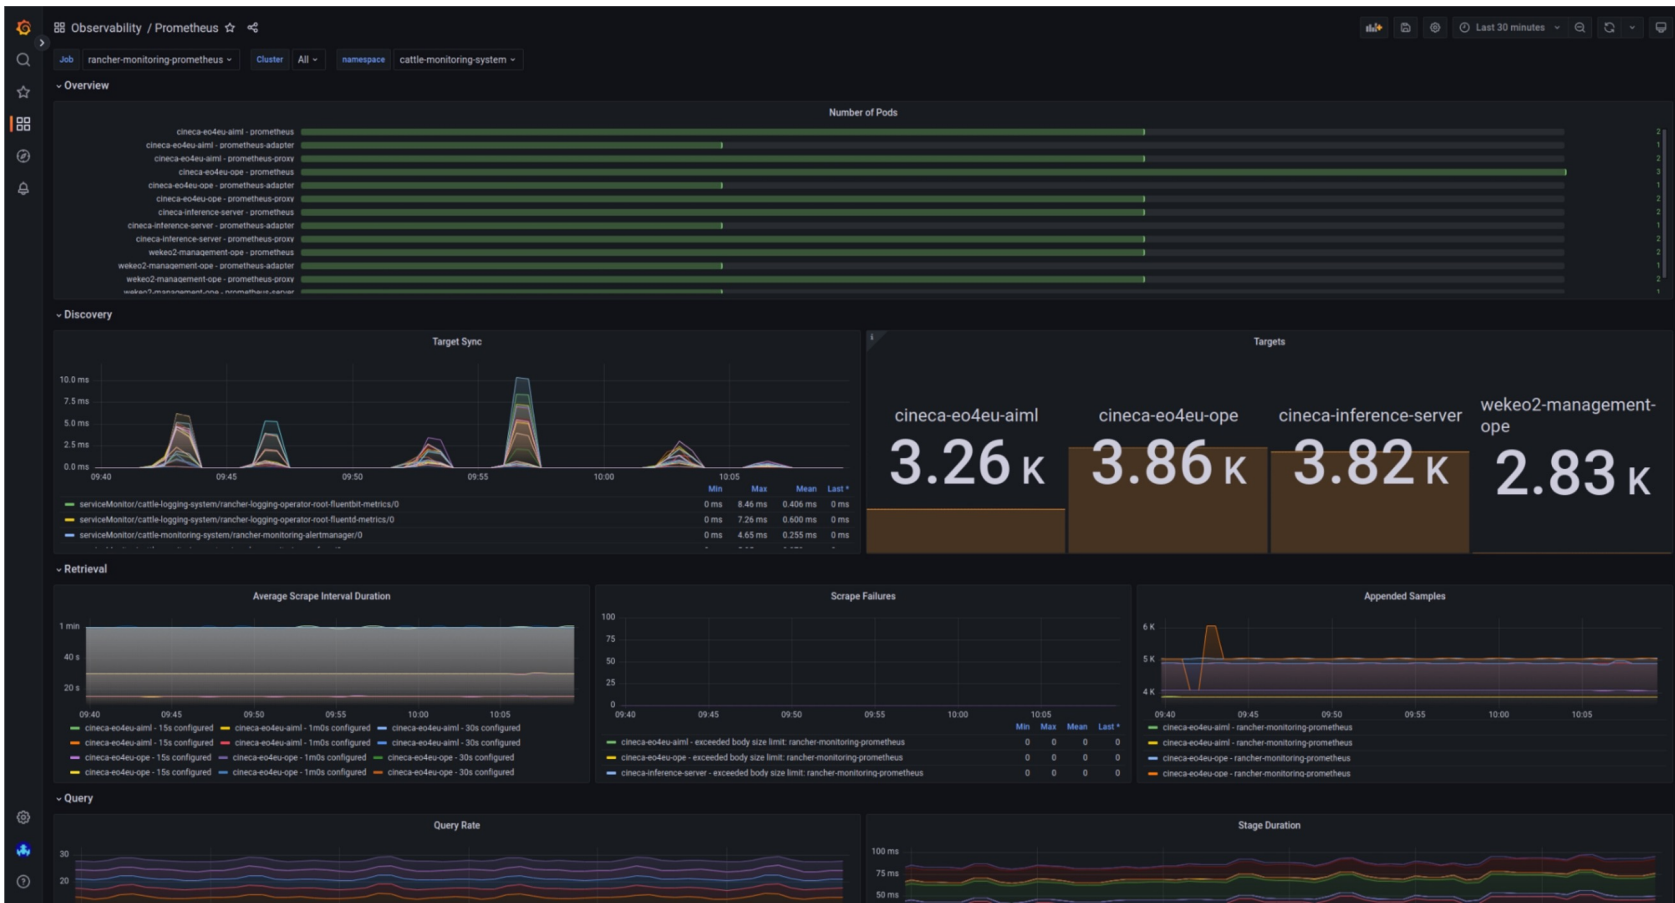 Observability / Prometheus
Last 30 minutes
Job rancher-monitoring-prometheus Cluster All namespace cattle-monitoring-system
Overview
Number of Pods
cineca-eo4eu-aiml - prometheus 2
cineca-eo4eu-aiml - prometheus-adapter 1
cineca-eo4eu-aiml - prometheus-proxy 2
cineca-eo4eu-ope - prometheus 3
cineca-eo4eu-ope - prometheus-adapter 1
cineca-eo4eu-ope - prometheus-proxy 2
cineca-inference-server - prometheus 2
cineca-inference-server - prometheus-adapter 1
cineca-inference-server - prometheus-proxy 2
wekeo2-management-ope - prometheus 2
wekeo2-management-ope - prometheus-adapter 1
wekeo2-management-ope - prometheus-proxy 2
wekeo2-management-ope - prometheus-server 1
Discovery
Target Sync
10.0 ms
7.5 ms
5.0 ms
2.5 ms
0.0 ms
09:40 09:45 09:50 09:55 10:00 10:05
Min Max Mean Last *
serviceMonitor/cattle-logging-system/rancher-logging-operator-root-fluentbit-metrics/0 0 ms 8.46 ms 0.406 ms 0 ms
serviceMonitor/cattle-logging-system/rancher-logging-operator-root-fluentd-metrics/0 0 ms 7.26 ms 0.600 ms 0 ms
serviceMonitor/cattle-monitoring-system/rancher-monitoring-alertmanager/0 0 ms 4.65 ms 0.255 ms 0 ms
Targets
cineca-eo4eu-aiml
3.26 K
cineca-eo4eu-ope
3.86 K
cineca-inference-server
3.82 K
wekeo2-management-
ope
2.83 K
Retrieval
Average Scrape Interval Duration
1 min
40 s
20 s
09:40 09:45 09:50 09:55 10:00 10:05
cineca-eo4eu-aiml - 15s configured cineca-eo4eu-aiml - 1m0s configured cineca-eo4eu-aiml - 30s configured
cineca-eo4eu-aiml - 15s configured cineca-eo4eu-aiml - 1m0s configured cineca-eo4eu-aiml - 30s configured
cineca-eo4eu-ope - 15s configured cineca-eo4eu-ope - 1m0s configured cineca-eo4eu-ope - 30s configured
cineca-eo4eu-ope - 15s configured cineca-eo4eu-ope - 1m0s configured cineca-eo4eu-ope - 30s configured
Scrape Failures
100
75
50
25
0
09:40 09:45 09:50 09:55 10:00 10:05
Min Max Mean Last *
cineca-eo4eu-aiml - exceeded body size limit: rancher-monitoring-prometheus 0 0 0 0
cineca-eo4eu-ope - exceeded body size limit: rancher-monitoring-prometheus 0 0 0 0
cineca-inference-server - exceeded body size limit: rancher-monitoring-prometheus 0 0 0 0
Appended Samples
6 K
5 K
4 K
09:40 09:45 09:50 09:55 10:00 10:05
cineca-eo4eu-aiml - rancher-monitoring-prometheus
cineca-eo4eu-aiml - rancher-monitoring-prometheus
cineca-eo4eu-ope - rancher-monitoring-prometheus
cineca-eo4eu-ope - rancher-monitoring-prometheus
Query
Query Rate
30
20
Stage Duration
100 ms
75 ms
50 ms